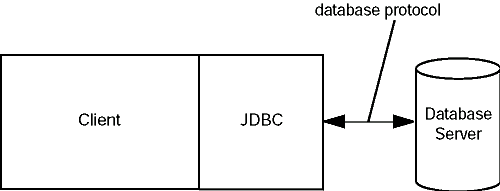 database protocol
Client
JDBC
Database
Server